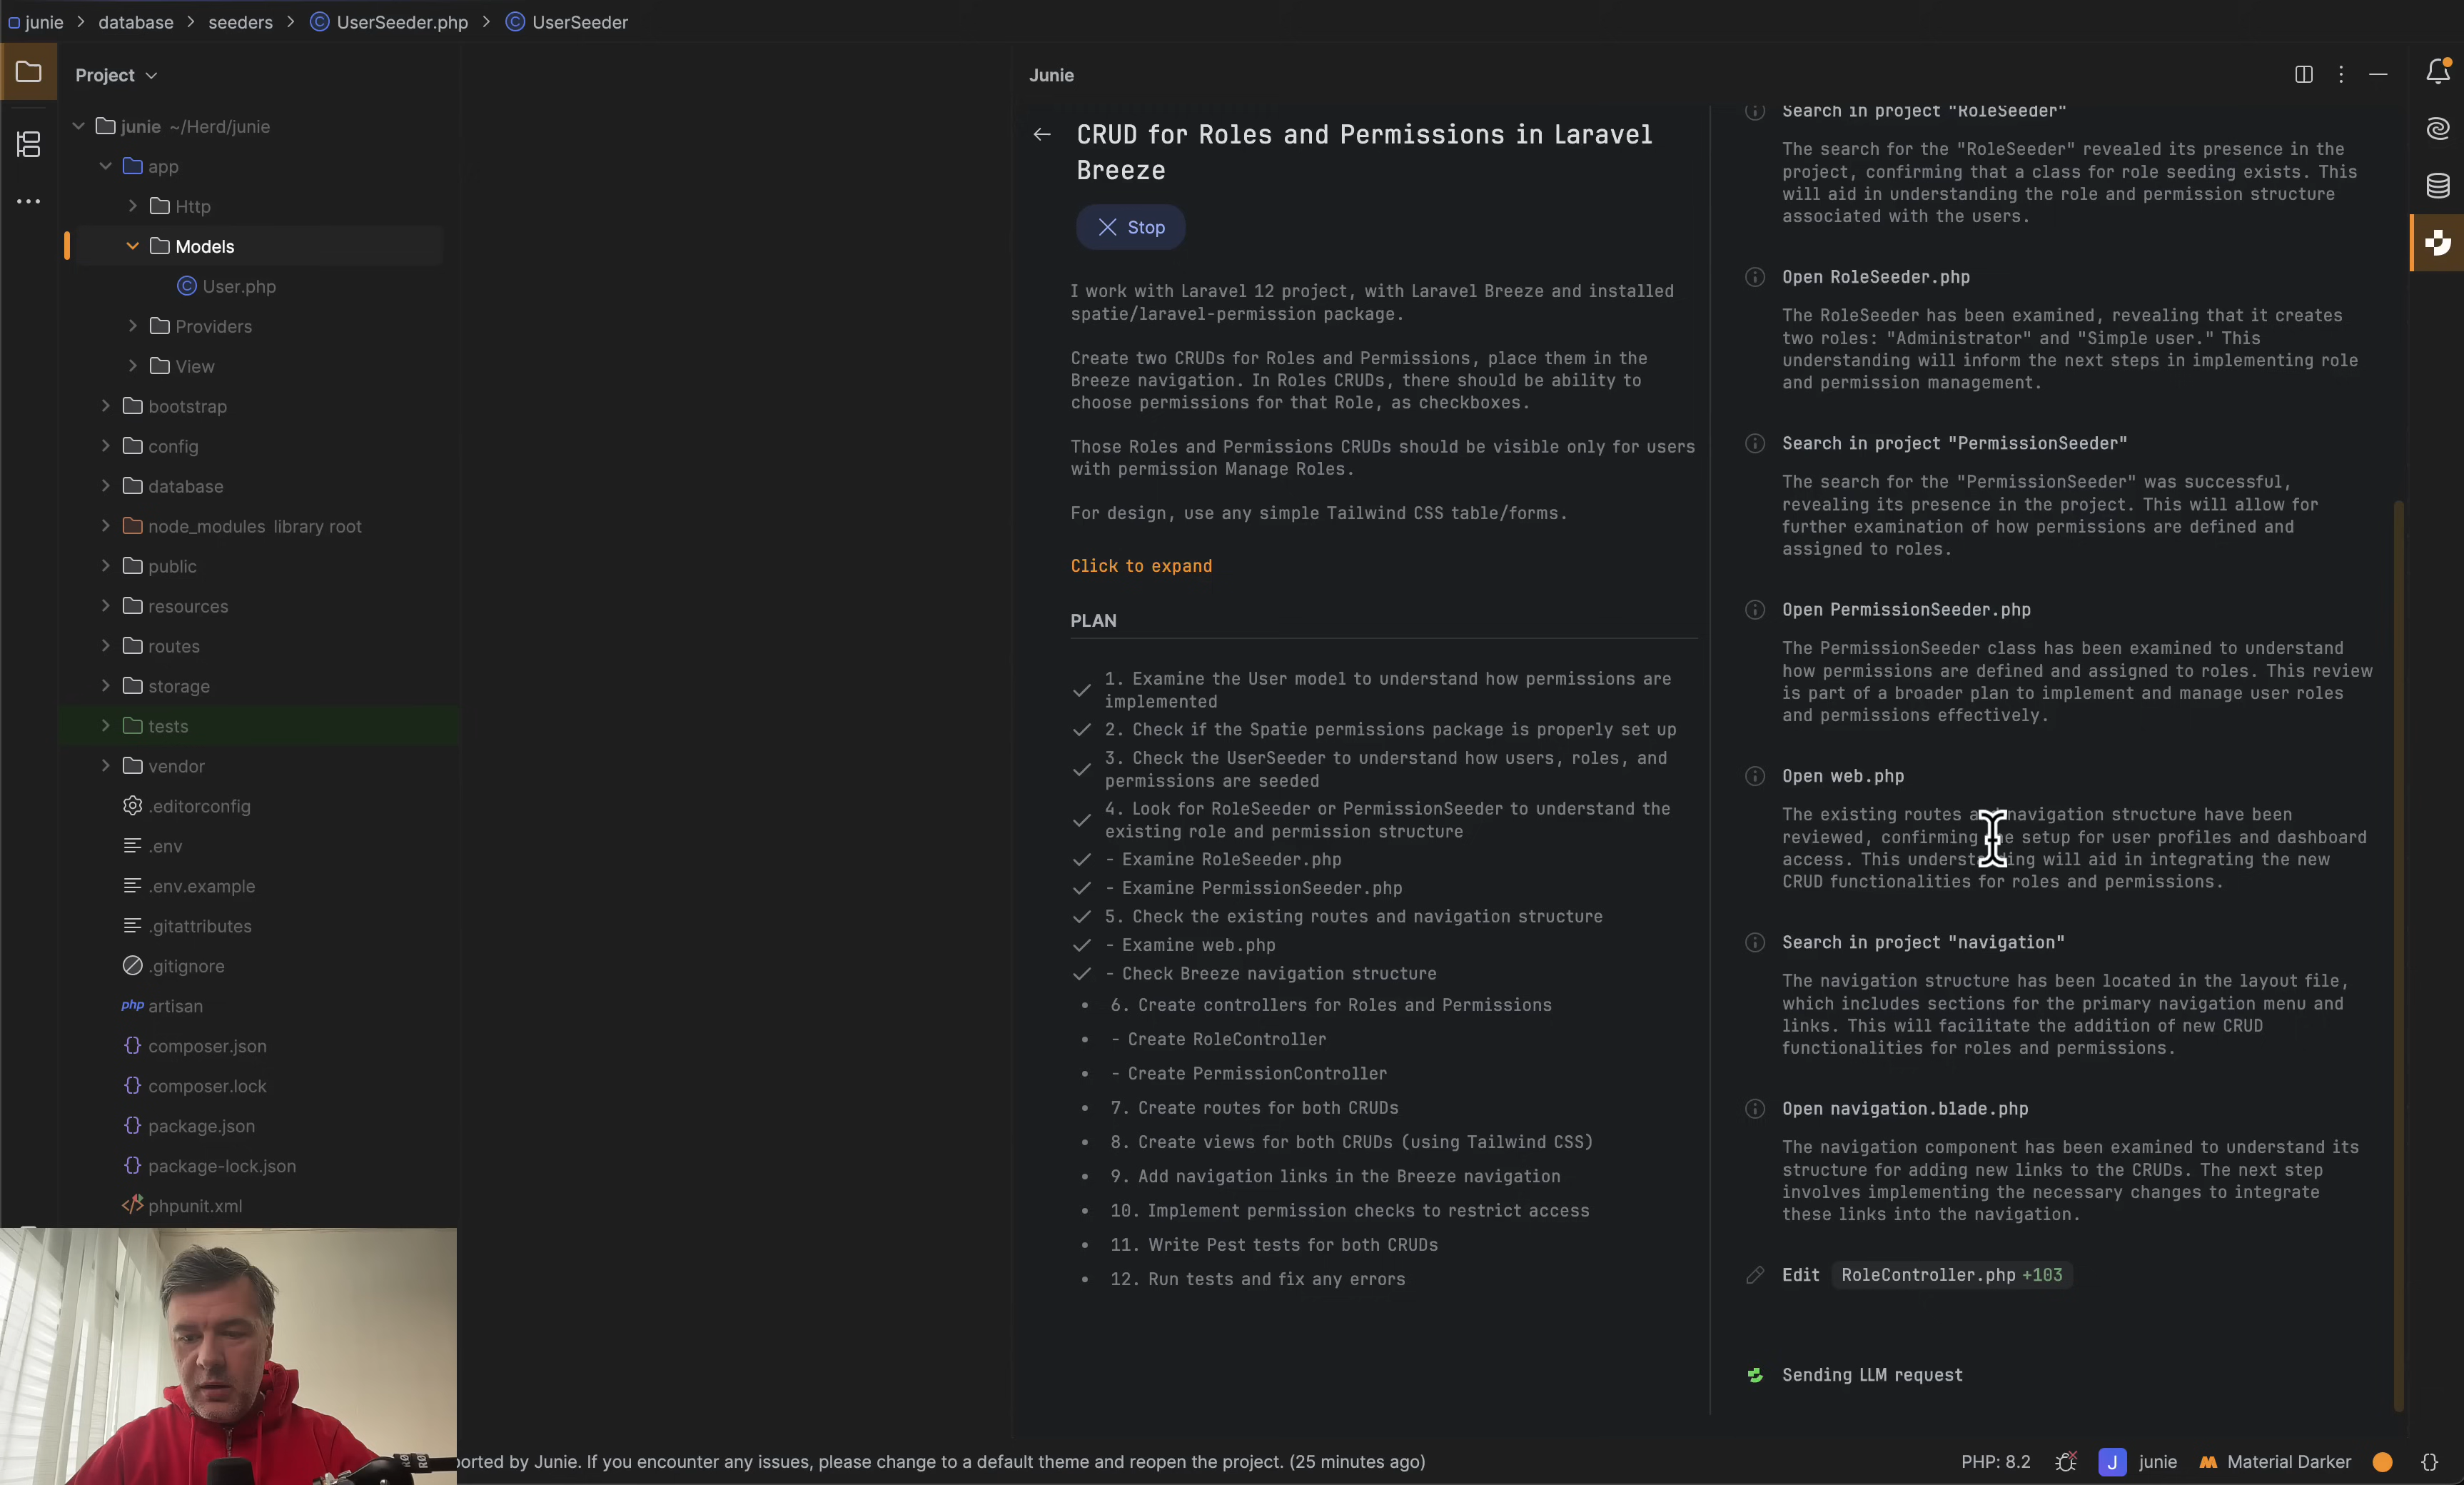 junie > database > seeders > UserSeeder.php > UserSeeder
Project
junie ~/Herd/junie
app
Http
Models
User.php
Providers
View
bootstrap
config
database
node_modules library root
public
resources
routes
storage
tests
vendor
.editorconfig
.env
.env.example
.gitattributes
.gitignore
php artisan
{} composer.json
{} composer.lock
{} package.json
{} package-lock.json
phpunit.xml
Junie
CRUD for Roles and Permissions in Laravel
Breeze
Stop
I work with Laravel 12 project, with Laravel Breeze and installed
spatie/laravel-permission package.
Create two CRUDs for Roles and Permissions, place them in the
Breeze navigation. In Roles CRUDs, there should be ability to
choose permissions for that Role, as checkboxes.
Those Roles and Permissions CRUDs should be visible only for users
with permission Manage Roles.
For design, use any simple Tailwind CSS table/forms.
Click to expand
PLAN
1. Examine the User model to understand how permissions are
implemented
2. Check if the Spatie permissions package is properly set up
3. Check the UserSeeder to understand how users, roles, and
permissions are seeded
4. Look for RoleSeeder or PermissionSeeder to understand the
existing role and permission structure
- Examine RoleSeeder.php
- Examine PermissionSeeder.php
5. Check the existing routes and navigation structure
- Examine web.php
- Check Breeze navigation structure
• 6. Create controllers for Roles and Permissions
• - Create RoleController
• - Create PermissionController
• 7. Create routes for both CRUDs
• 8. Create views for both CRUDs (using Tailwind CSS)
• 9. Add navigation links in the Breeze navigation
• 10. Implement permission checks to restrict access
• 11. Write Pest tests for both CRUDs
• 12. Run tests and fix any errors
Search in project "RoleSeeder"
The search for the "RoleSeeder" revealed its presence in the
project, confirming that a class for role seeding exists. This
will aid in understanding the role and permission structure
associated with the users.
Open RoleSeeder.php
The RoleSeeder has been examined, revealing that it creates
two roles: "Administrator" and "Simple user." This
understanding will inform the next steps in implementing role
and permission management.
Search in project "PermissionSeeder"
The search for the "PermissionSeeder" was successful,
revealing its presence in the project. This will allow for
further examination of how permissions are defined and
assigned to roles.
Open PermissionSeeder.php
The PermissionSeeder class has been examined to understand
how permissions are defined and assigned to roles. This review
is part of a broader plan to implement and manage user roles
and permissions effectively.
Open web.php
The existing routes and navigation structure have been
reviewed, confirming the setup for user profiles and dashboard
access. This understanding will aid in integrating the new
CRUD functionalities for roles and permissions.
Search in project "navigation"
The navigation structure has been located in the layout file,
which includes sections for the primary navigation menu and
links. This will facilitate the addition of new CRUD
functionalities for roles and permissions.
Open navigation.blade.php
The navigation component has been examined to understand its
structure for adding new links to the CRUDs. The next step
involves implementing the necessary changes to integrate
these links into the navigation.
Edit RoleController.php +103
Sending LLM request
by Junie. If you encounter any issues, please change to a default theme and reopen the project. (25 minutes ago)
PHP: 8.2 J junie Material Darker {}